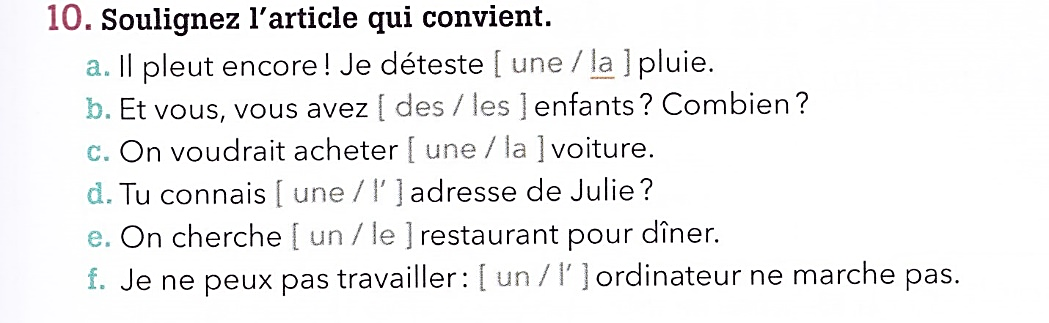 10. Soulignez l’article qui convient.
a. Il pleut encore! Je déteste [ une / la ] pluie.
b. Et vous, vous avez [ des / les ] enfants? Combien?
c. On voudrait acheter [ une / la ] voiture.
d. Tu connais [ une / l’ ] adresse de Julie?
e. On cherche [ un / le ] restaurant pour dîner.
f. Je ne peux pas travailler: [ un / l’ ] ordinateur ne marche pas.